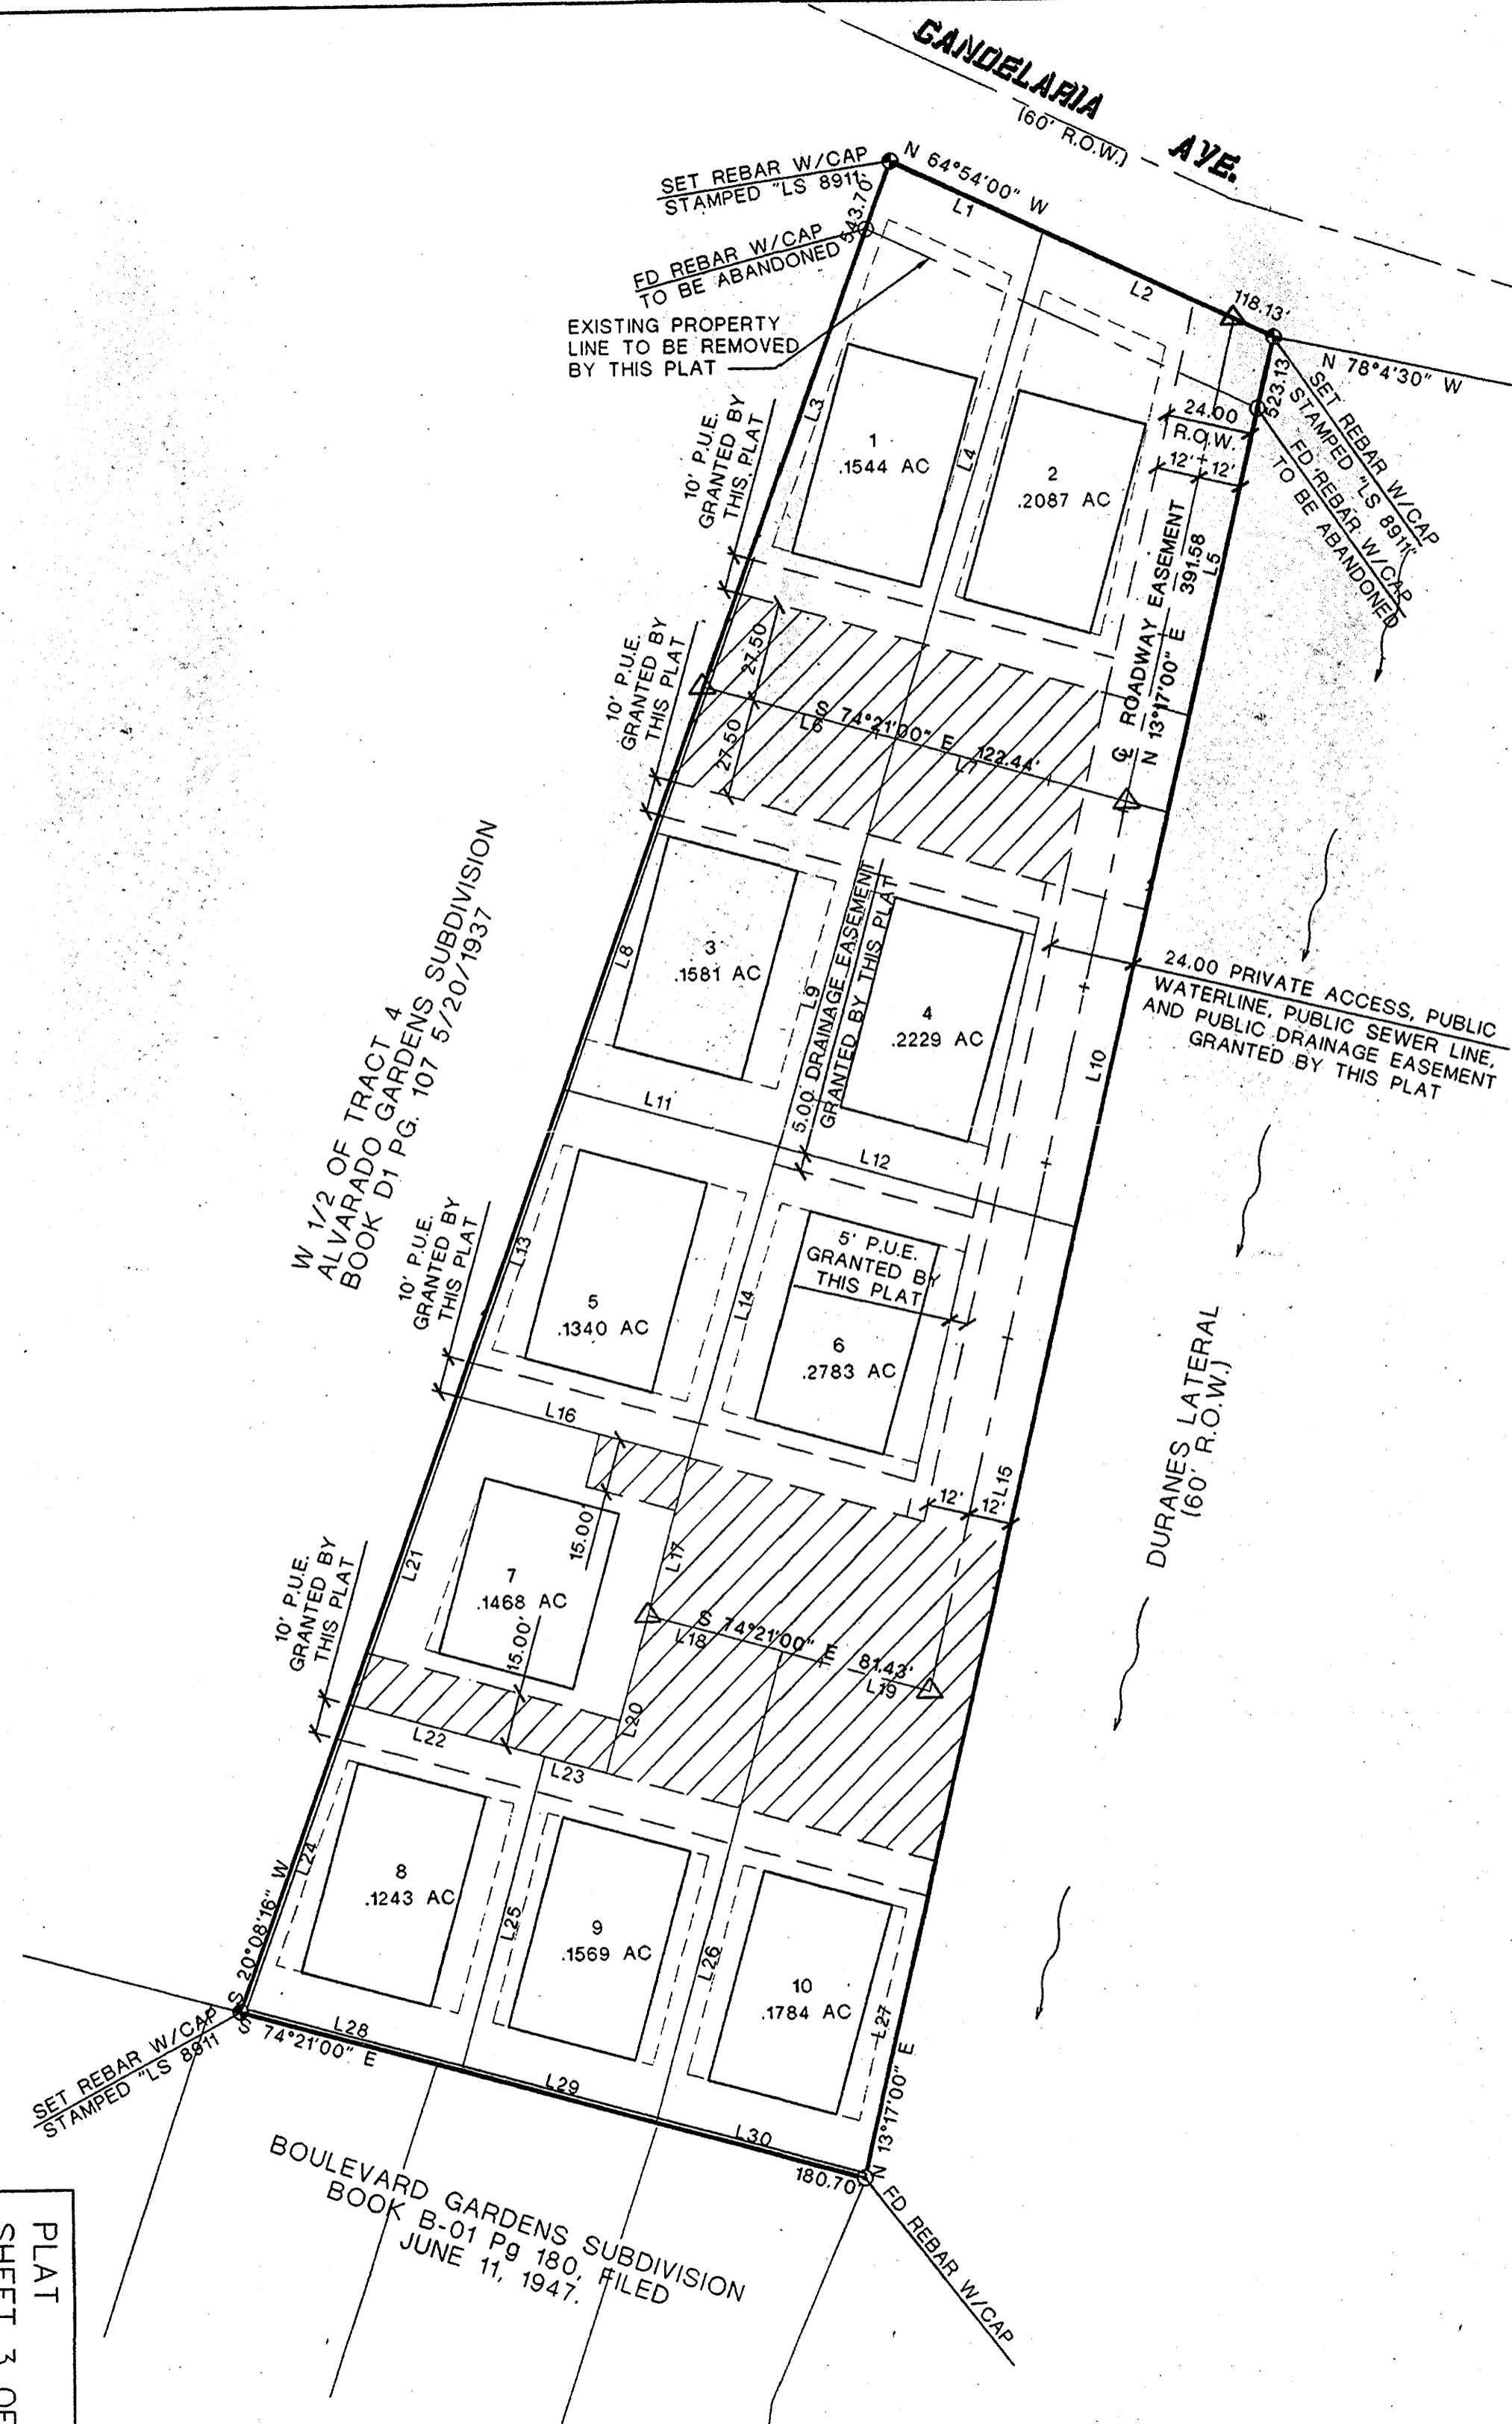 CANDELARIA AVE.
(60' R.O.W.)
SET REBAR W/CAP
STAMPED "LS 8911"
N 64°54'00" W
L1
543.70'
FD REBAR W/CAP
TO BE ABANDONED
L2
118.13'
EXISTING PROPERTY
LINE TO BE REMOVED
BY THIS PLAT
N 78°4'30" W
523.13'
SET REBAR W/CAP
STAMPED "LS 8911"
FD REBAR W/CAP
TO BE ABANDONED
24.00
R.O.W.
12' 12'
L3
10' P.U.E.
GRANTED BY
THIS PLAT
1
.1544 AC
L4
2
.2087 AC
ROADWAY EASEMENT
391.58
L5
N 13°17'00" E
10' P.U.E.
GRANTED BY
THIS PLAT
27.50
27.50
S 74°21'00" E 122.44'
L6
L7
W 1/2 OF TRACT 4
ALVARADO GARDENS SUBDIVISION
BOOK D1 PG. 107 5/20/1937
L8
3
.1581 AC
L9
5.00' DRAINAGE EASEMENT
GRANTED BY THIS PLAT
4
.2229 AC
L10
24.00 PRIVATE ACCESS, PUBLIC
WATERLINE, PUBLIC SEWER LINE,
AND PUBLIC DRAINAGE EASEMENT
GRANTED BY THIS PLAT
L11
L12
10' P.U.E.
GRANTED BY
THIS PLAT
L13
5
.1340 AC
L14
5' P.U.E.
GRANTED BY
THIS PLAT
6
.2783 AC
DURANES LATERAL
(60' R.O.W.)
L15
L16
12' 12'
10' P.U.E.
GRANTED BY
THIS PLAT
L21
15.00'
7
.1468 AC
15.00'
L17
S 74°21'00" E 81.43'
L18
L19
L20
L22
L23
L24
8
.1243 AC
L25
9
.1569 AC
L26
10
.1784 AC
L27
S 20°08'16" W
SET REBAR W/CAP
STAMPED "LS 8911
S 74°21'00" E
L28
L29
L30
180.70'
N 13°17'00" E
FD REBAR W/CAP
BOULEVARD GARDENS SUBDIVISION
BOOK B-01 Pg 180, FILED
JUNE 11, 1947.
PLAT
SHEET 3 OF